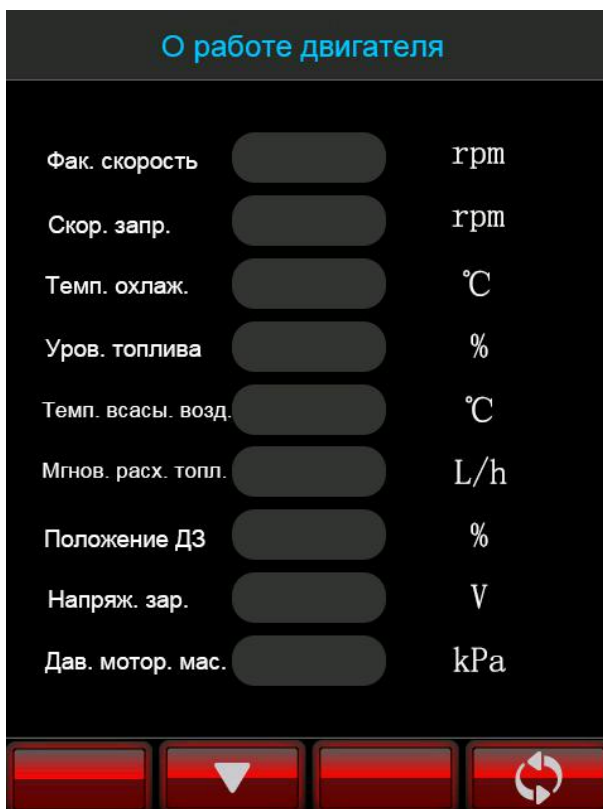 О работе двигателя
Фак. скорость rpm
Скор. запр. rpm
Темп. охлаж. ℃
Уров. топлива %
Темп. всасы. возд. ℃
Мгнов. расх. топл. L/h
Положение ДЗ %
Напряж. зар. V
Дав. мотор. мас. kPa